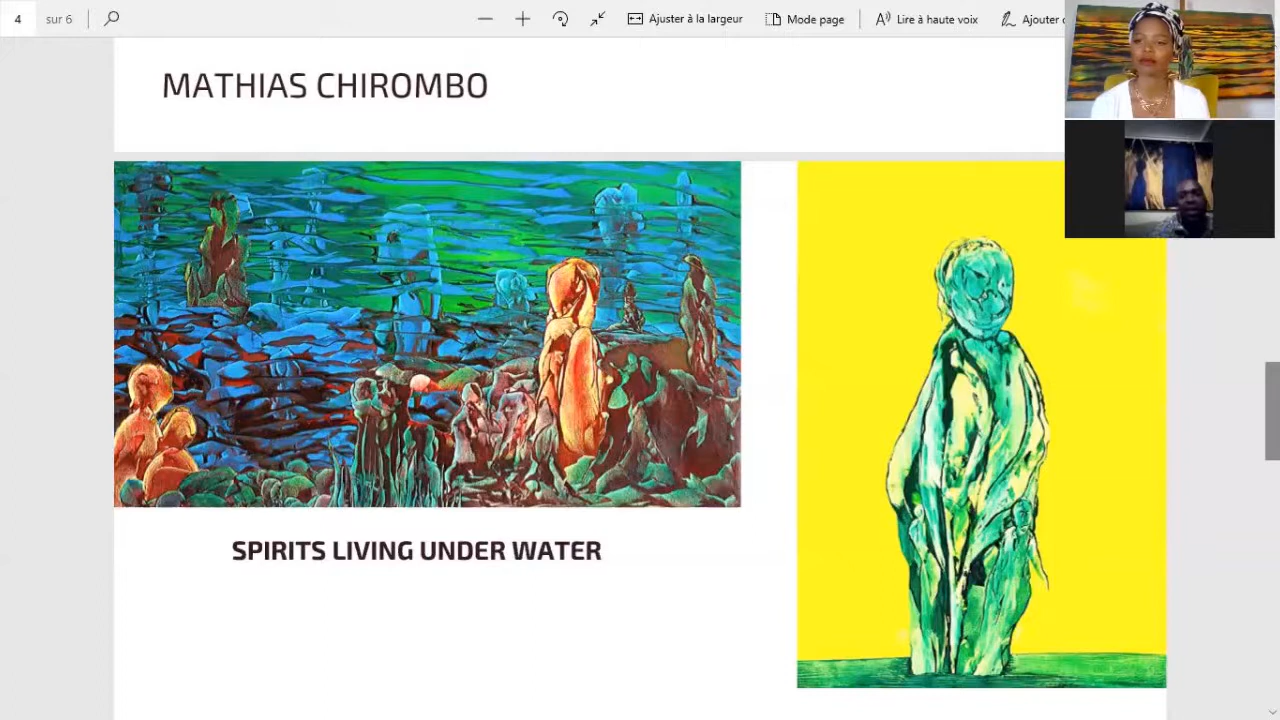 4 sur 6 Ajuster à la largeur Mode page Lire à haute voix Ajouter
MATHIAS CHIROMBO
SPIRITS LIVING UNDER WATER